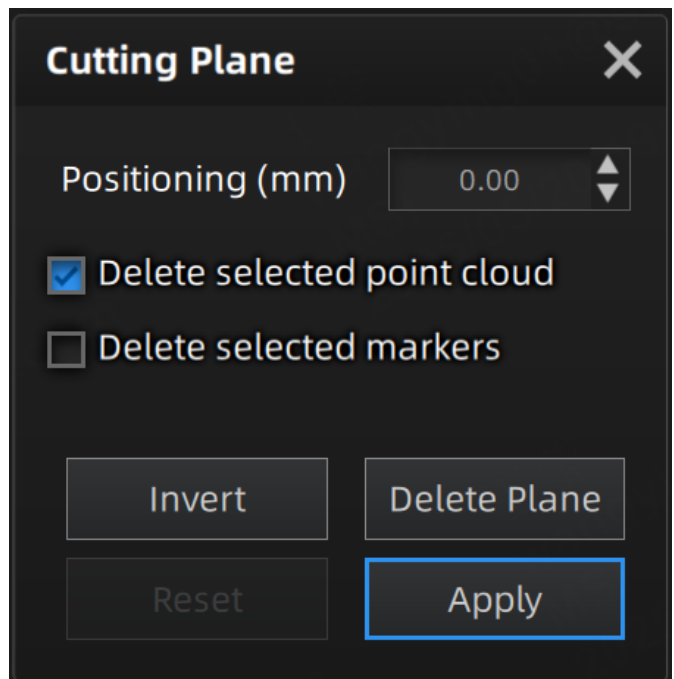 Cutting Plane
Positioning (mm) 0.00
Delete selected point cloud
Delete selected markers
Invert Delete Plane
Reset Apply